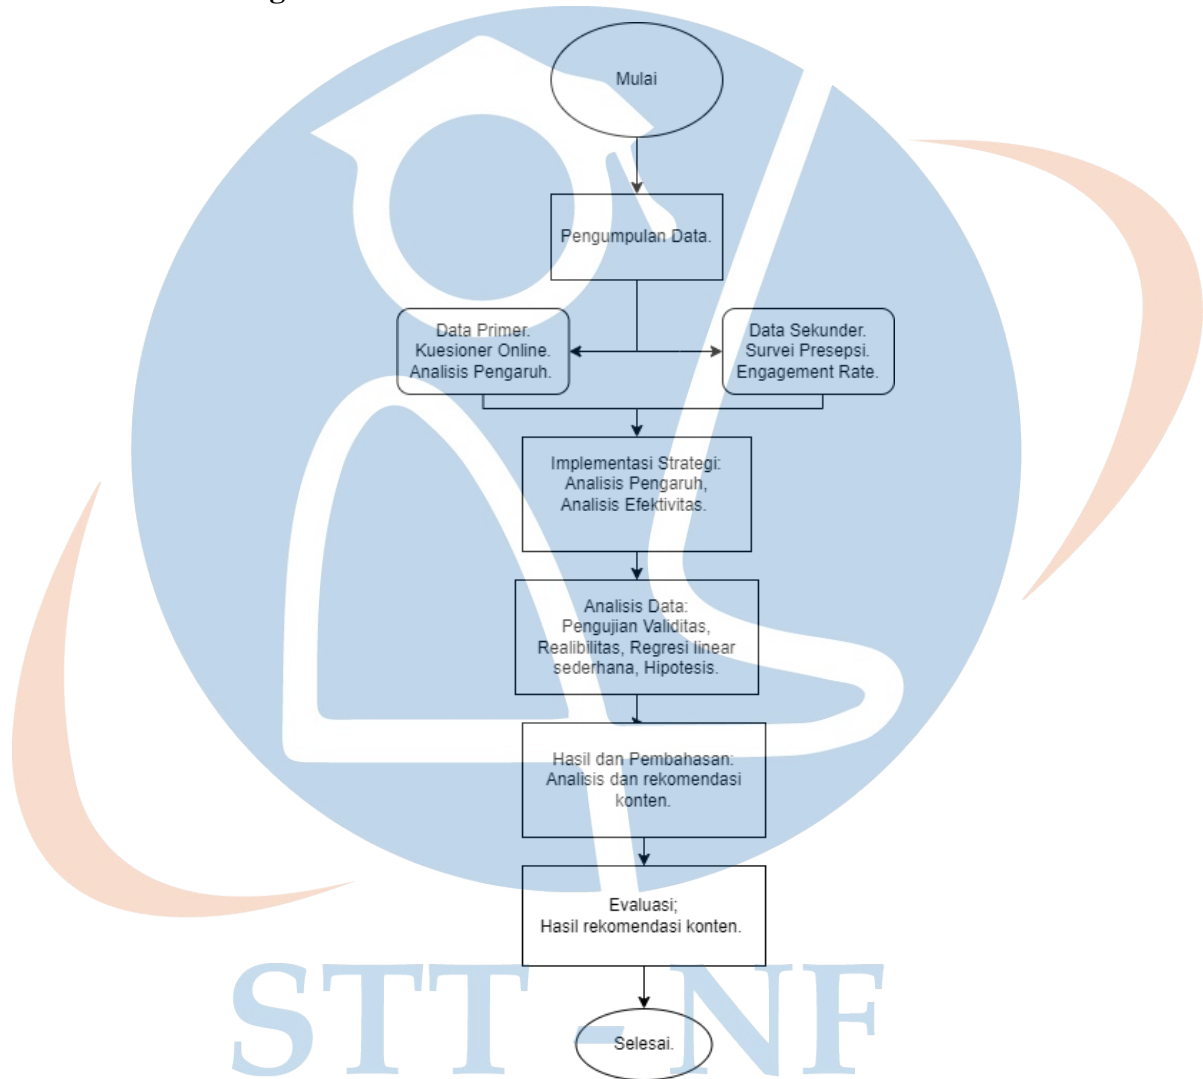 Mulai
Pengumpulan Data.
Data Primer.
Kuesioner Online.
Analisis Pengaruh.
Data Sekunder.
Survei Presepsi.
Engagement Rate.
Implementasi Strategi:
Analisis Pengaruh,
Analisis Efektivitas.
Analisis Data:
Pengujian Validitas,
Realibilitas, Regresi linear
sederhana, Hipotesis.
Hasil dan Pembahasan:
Analisis dan rekomendasi
konten.
Evaluasi;
Hasil rekomendasi konten.
STT - NF
Selesai.